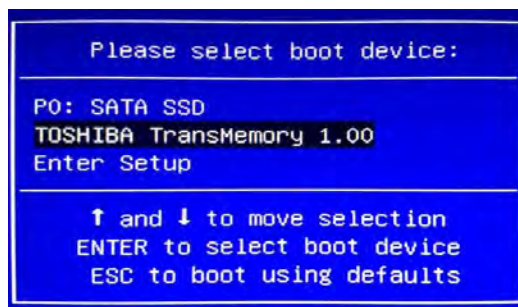 Please select boot device:
P0: SATA SSD
TOSHIBA TransMemory 1.00
Enter Setup
↑ and ↓ to move selection
ENTER to select boot device
ESC to boot using defaults